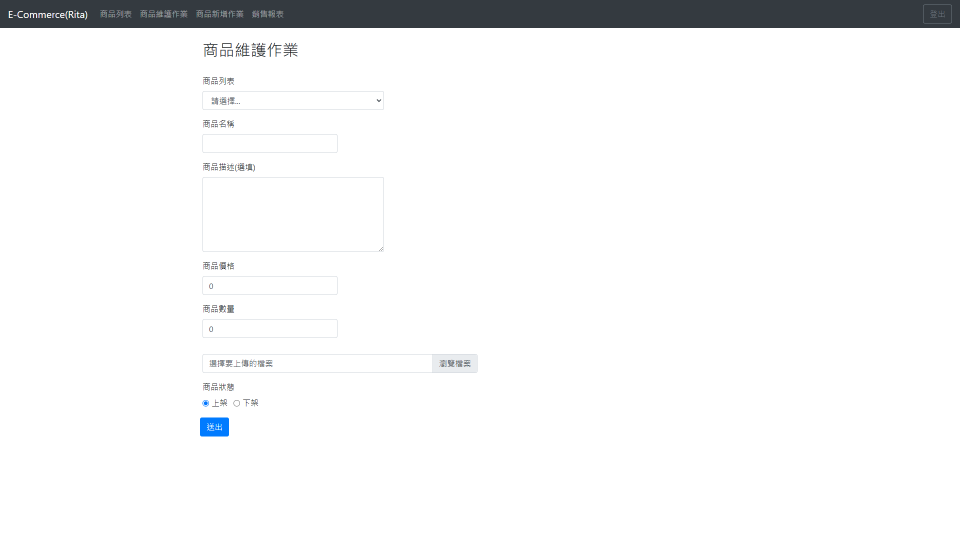 E-Commerce(Rita) 商品列表 商品維護作業 商品新增作業 銷售報表 登出
商品維護作業
商品列表
請選擇...
商品名稱
商品描述(選填)
商品價格
0
商品數量
0
選擇要上傳的檔案 瀏覽檔案
商品狀態
上架 下架
送出